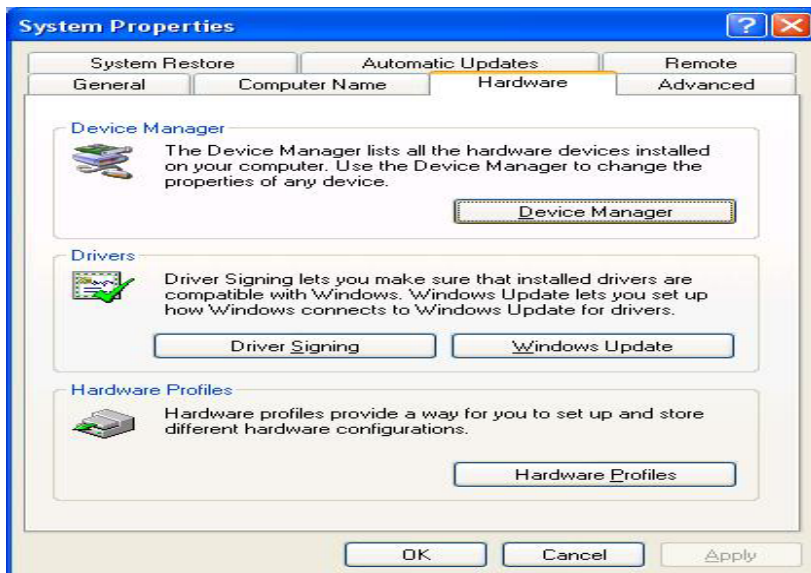 System Properties
System Restore Automatic Updates Remote
General Computer Name Hardware Advanced
Device Manager
The Device Manager lists all the hardware devices installed
on your computer. Use the Device Manager to change the
properties of any device.
Device Manager
Drivers
Driver Signing lets you make sure that installed drivers are
compatible with Windows. Windows Update lets you set up
how Windows connects to Windows Update for drivers.
Driver Signing Windows Update
Hardware Profiles
Hardware profiles provide a way for you to set up and store
different hardware configurations.
Hardware Profiles
OK Cancel Apply